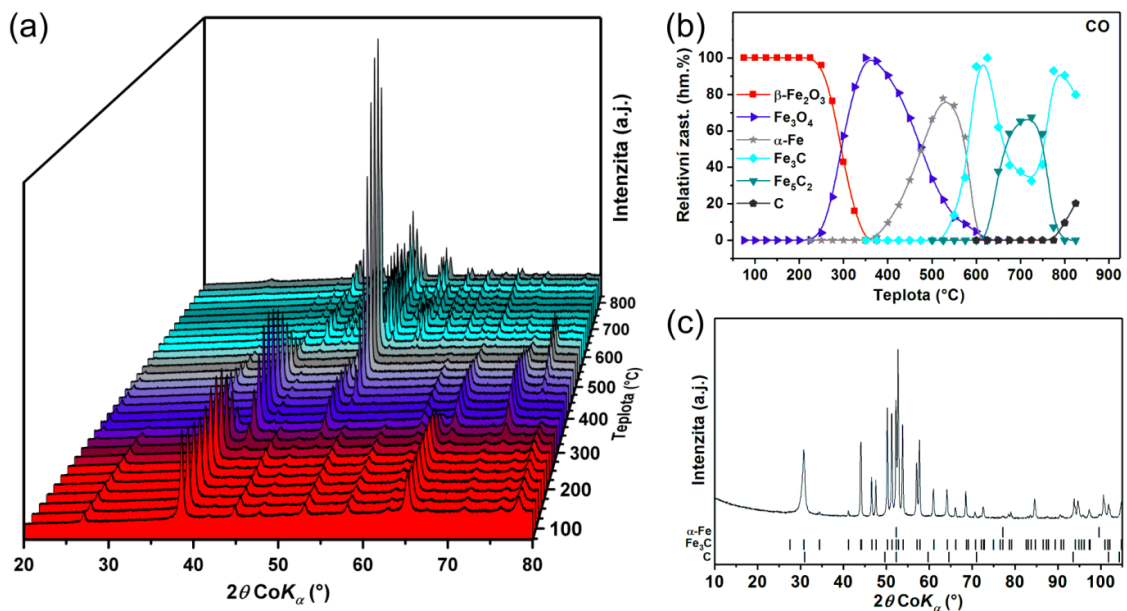 (a)
Intenzita (a.j.)
800
700
600
500
400
300
200
100
Teplota (°C)
20 30 40 50 60 70 80
2θ CoKα (°)
(b)
CO
Relativní zast. (hm.%)
100
80
60
40
20
0
β-Fe2O3
Fe3O4
α-Fe
Fe3C
Fe5C2
C
100 200 300 400 500 600 700 800 900
Teplota (°C)
(c)
Intenzita (a.j.)
α-Fe
Fe3C
C
10 20 30 40 50 60 70 80 90 100
2θ CoKα (°)